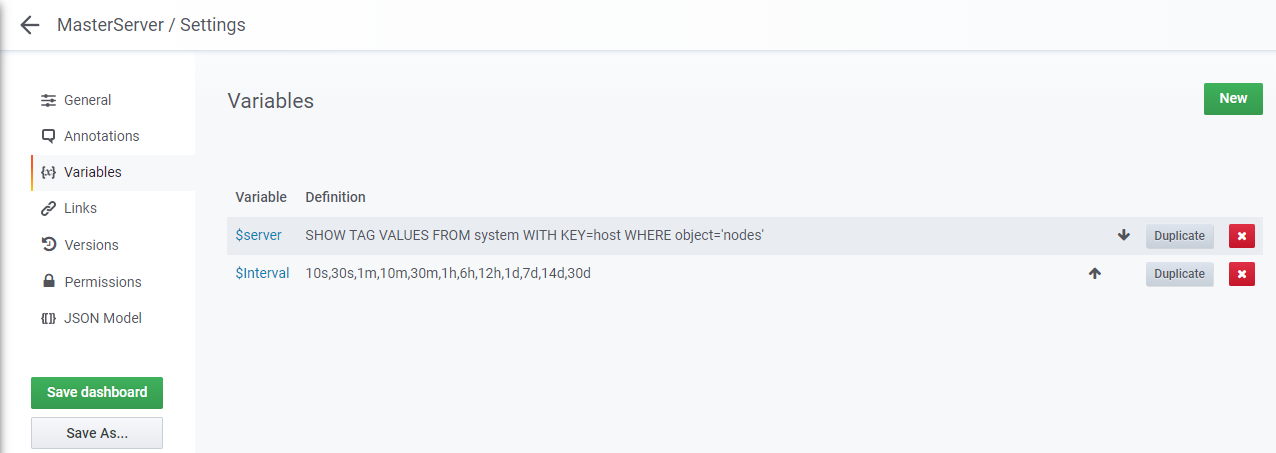 MasterServer / Settings
General
Annotations
Variables
Links
Versions
Permissions
JSON Model
Save dashboard
Save As...
Variables
New
Variable Definition
$server SHOW TAG VALUES FROM system WITH KEY=host WHERE object='nodes' Duplicate
$Interval 10s,30s,1m,10m,30m,1h,6h,12h,1d,7d,14d,30d Duplicate